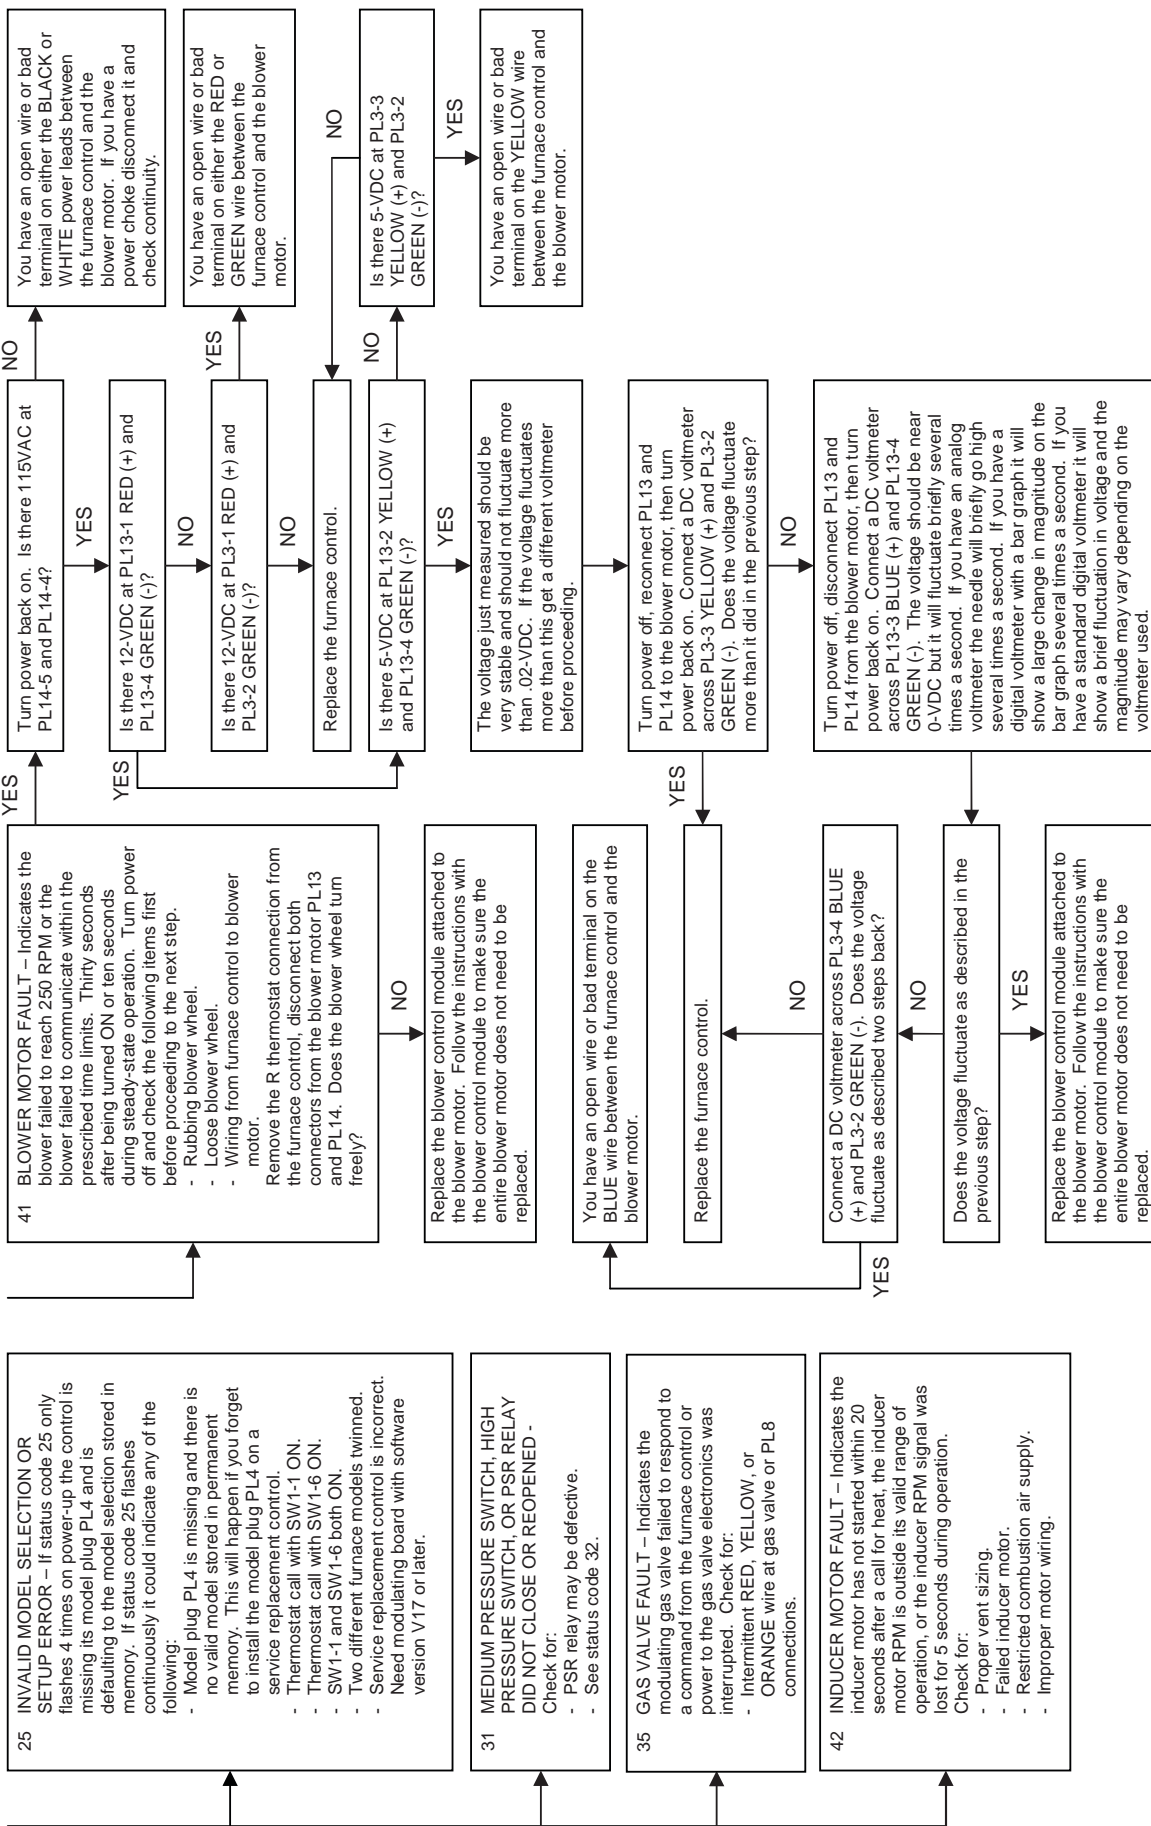 25 INVALID MODEL SELECTION OR
SETUP ERROR – If status code 25 only
flashes 4 times on power-up the control is
missing its model plug PL4 and is
defaulting to the model selection stored in
memory. If status code 25 flashes
continuously it could indicate any of the
following:
- Model plug PL4 is missing and there is
no valid model stored in permanent
memory. This will happen if you forget
to install the model plug PL4 on a
service replacement control.
- Thermostat call with SW1-1 ON.
- Thermostat call with SW1-6 ON.
- SW1-1 and SW1-6 both ON.
- Two different furnace models twinned.
- Service replacement control is incorrect.
Need modulating board with software
version V17 or later.
31 MEDIUM PRESSURE SWITCH, HIGH
PRESSURE SWITCH, OR PSR RELAY
DID NOT CLOSE OR REOPENED -
Check for:
- PSR relay may be defective.
- See status code 32.
35 GAS VALVE FAULT – Indicates the
modulating gas valve failed to respond to
a command from the furnace control or
power to the gas valve electronics was
interrupted. Check for:
- Intermittent RED, YELLOW, or
ORANGE wire at gas valve or PL8
connections.
42 INDUCER MOTOR FAULT – Indicates the
inducer motor has not started within 20
seconds after a call for heat, the inducer
motor RPM is outside its valid range of
operation, or the inducer RPM signal was
lost for 5 seconds during operation.
Check for:
- Proper vent sizing.
- Failed inducer motor.
- Restricted combustion air supply.
- Improper motor wiring.
41 BLOWER MOTOR FAULT – Indicates the
blower failed to reach 250 RPM or the
blower failed to communicate within the
prescribed time limits. Thirty seconds
after being turned ON or ten seconds
during steady-state operation. Turn power
off and check the following items first
before proceeding to the next step.
- Rubbing blower wheel.
- Loose blower wheel.
- Wiring from furnace control to blower
motor.
Remove the R thermostat connection from
the furnace control, disconnect both
connectors from the blower motor PL13
and PL14. Does the blower wheel turn
freely?
YES
NO
Replace the blower control module attached to
the blower motor. Follow the instructions with
the blower control module to make sure the
entire blower motor does not need to be
replaced.
You have an open wire or bad terminal on the
BLUE wire between the furnace control and the
blower motor.
Replace the furnace control.
NO
Connect a DC voltmeter across PL3-4 BLUE
(+) and PL3-2 GREEN (-). Does the voltage
fluctuate as described two steps back?
YES
NO
Does the voltage fluctuate as described in the
previous step?
YES
Replace the blower control module attached to
the blower motor. Follow the instructions with
the blower control module to make sure the
entire blower motor does not need to be
replaced.
Turn power back on. Is there 115VAC at
PL14-5 and PL14-4?
NO
YES
Is there 12-VDC at PL13-1 RED (+) and
PL13-4 GREEN (-)?
YES
NO
Is there 12-VDC at PL3-1 RED (+) and
PL3-2 GREEN (-)?
YES
NO
Replace the furnace control.
Is there 5-VDC at PL13-2 YELLOW (+)
and PL13-4 GREEN (-)?
NO
YES
The voltage just measured should be
very stable and should not fluctuate more
than .02-VDC. If the voltage fluctuates
more than this get a different voltmeter
before proceeding.
Turn power off, reconnect PL13 and
PL14 to the blower motor, then turn
power back on. Connect a DC voltmeter
across PL3-3 YELLOW (+) and PL3-2
GREEN (-). Does the voltage fluctuate
more than it did in the previous step?
YES
NO
Turn power off, disconnect PL13 and
PL14 from the blower motor, then turn
power back on. Connect a DC voltmeter
across PL13-3 BLUE (+) and PL13-4
GREEN (-). The voltage should be near
0-VDC but it will fluctuate briefly several
times a second. If you have an analog
voltmeter the needle will briefly go high
several times a second. If you have a
digital voltmeter with a bar graph it will
show a large change in magnitude on the
bar graph several times a second. If you
have a standard digital voltmeter it will
show a brief fluctuation in voltage and the
magnitude may vary depending on the
voltmeter used.
You have an open wire or bad
terminal on either the BLACK or
WHITE power leads between
the furnace control and the
blower motor. If you have a
power choke disconnect it and
check continuity.
You have an open wire or bad
terminal on either the RED or
GREEN wire between the
furnace control and the blower
motor.
NO
Is there 5-VDC at PL3-3
YELLOW (+) and PL3-2
GREEN (-)?
YES
You have an open wire or bad
terminal on the YELLOW wire
between the furnace control and
the blower motor.